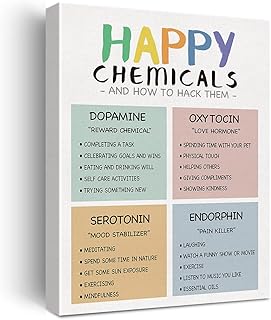 HAPPY
CHEMICALS
- AND HOW TO HACK THEM -
DOPAMINE
"REWARD CHEMICAL"
• COMPLETING A TASK
• CELEBRATING GOALS AND WINS
• EATING AND DRINKING WELL
• SELF CARE ACTIVITIES
• TRYING SOMETHING NEW
OXYTOCIN
"LOVE HORMONE"
• SPENDING TIME WITH YOUR PET
• PHYSICAL TOUCH
• HELPING OTHERS
• GIVING COMPLIMENTS
• SHOWING KINDNESS
SEROTONIN
"MOOD STABILIZER"
• MEDITATING
• SPEND SOME TIME IN NATURE
• GET SOME SUN EXPOSURE
• EXERCISING
• MINDFULNESS
ENDORPHIN
"PAIN KILLER"
• LAUGHING
• WATCH A FUNNY SHOW OR MOVIE
• EXERCISE
• LISTEN TO MUSIC YOU LIKE
• ESSENTIAL OILS